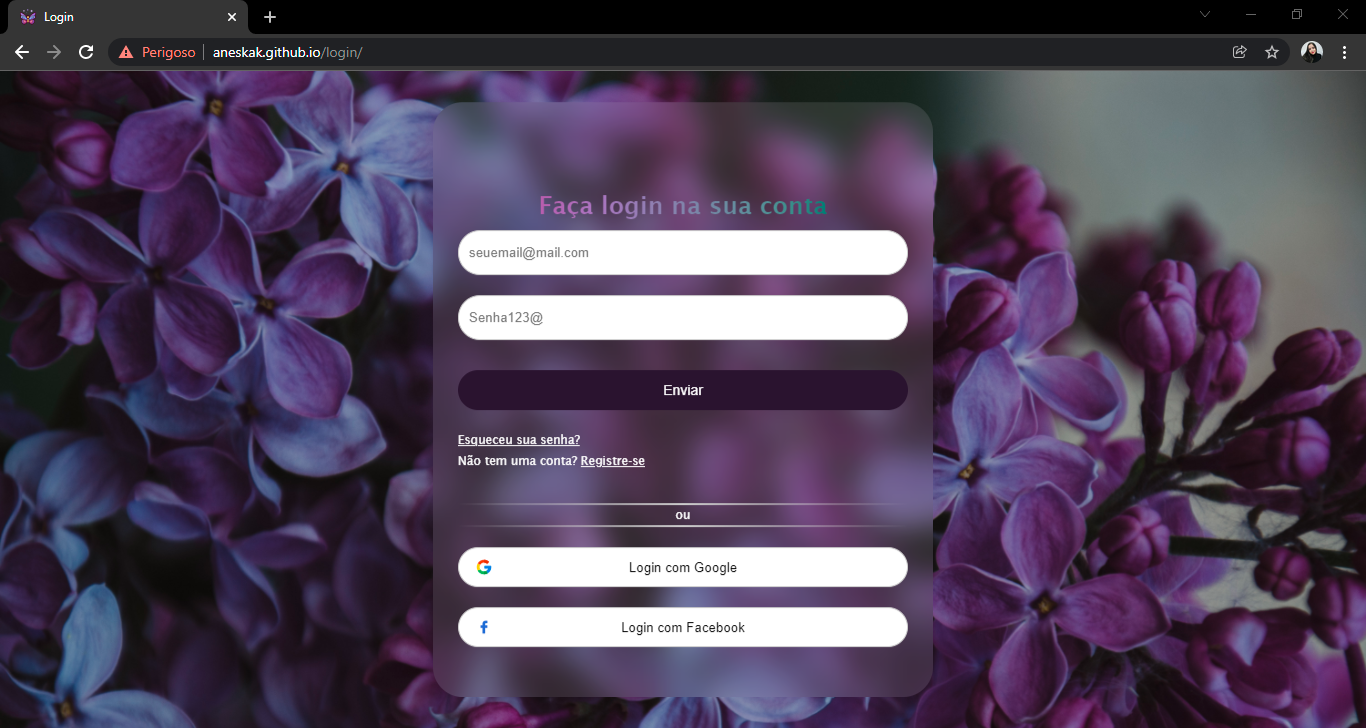 Login
Perigoso aneskak.github.io/login/
Faça login na sua conta
seuemail@mail.com
Senha123@
Enviar
Esqueceu sua senha?
Não tem uma conta? Registre-se
ou
Login com Google
Login com Facebook